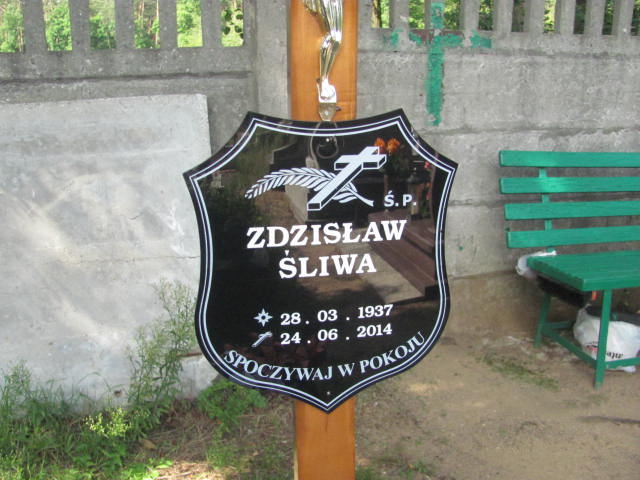 Ś.P.
ZDZISŁAW
ŚLIWA
28 . 03 . 1937
24 . 06 . 2014
SPOCZYWAJ W POKOJU